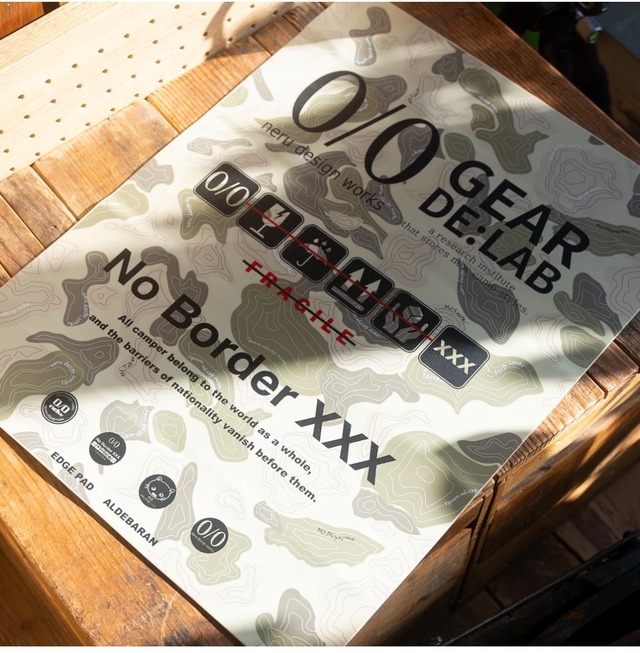 0/0
neru design works
GEAR
DE:LAB
a research institute
0/0
XXX
FRAGILE
No Border XXX
All camper belong to the world as a whole,
and the barriers of nationality vanish before them.
0/0
0/0
0/0
EDGE PAD
ALDEBARAN
Mt.Miyajima